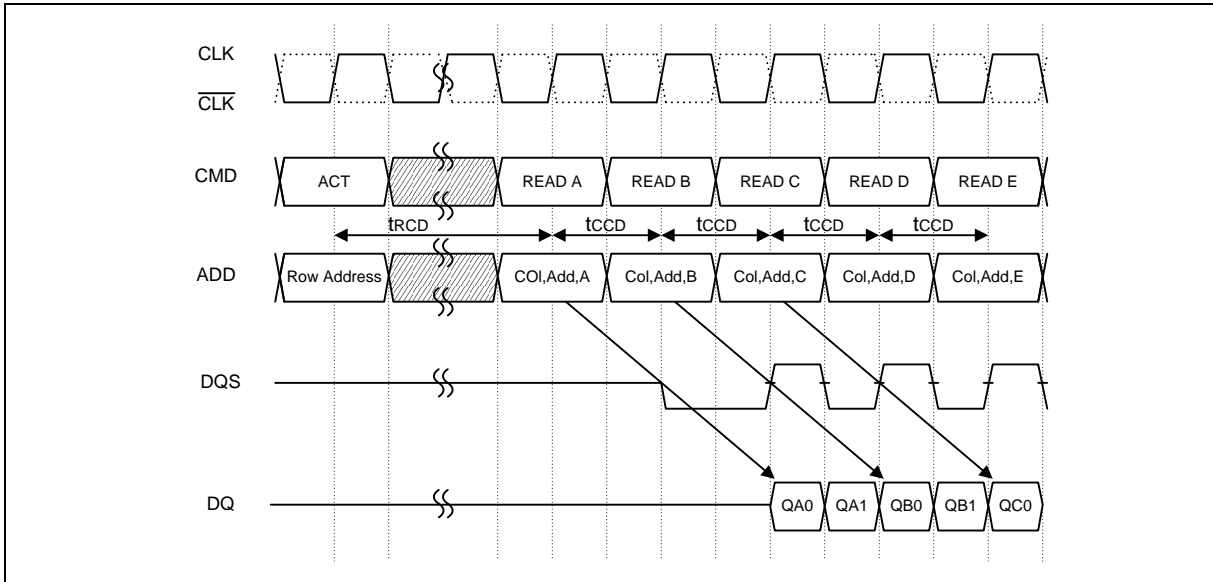 CLK
CLK
CMD ACT READ A READ B READ C READ D READ E
tRCD tCCD tCCD tCCD tCCD
ADD Row Address COl,Add,A Col,Add,B Col,Add,C Col,Add,D Col,Add,E
DQS
DQ QA0 QA1 QB0 QB1 QC0